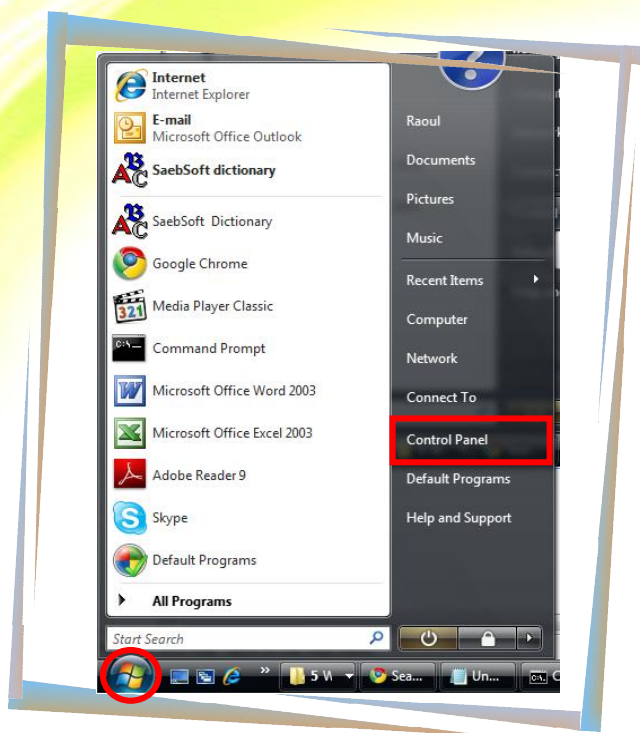 Internet
Internet Explorer
E-mail
Microsoft Office Outlook
SaebSoft dictionary
SaebSoft Dictionary
Google Chrome
Media Player Classic
Command Prompt
Microsoft Office Word 2003
Microsoft Office Excel 2003
Adobe Reader 9
Skype
Default Programs
All Programs
Start Search
Raoul
Documents
Pictures
Music
Recent Items
Computer
Network
Connect To
Control Panel
Default Programs
Help and Support
5 W
Sea...
Un...